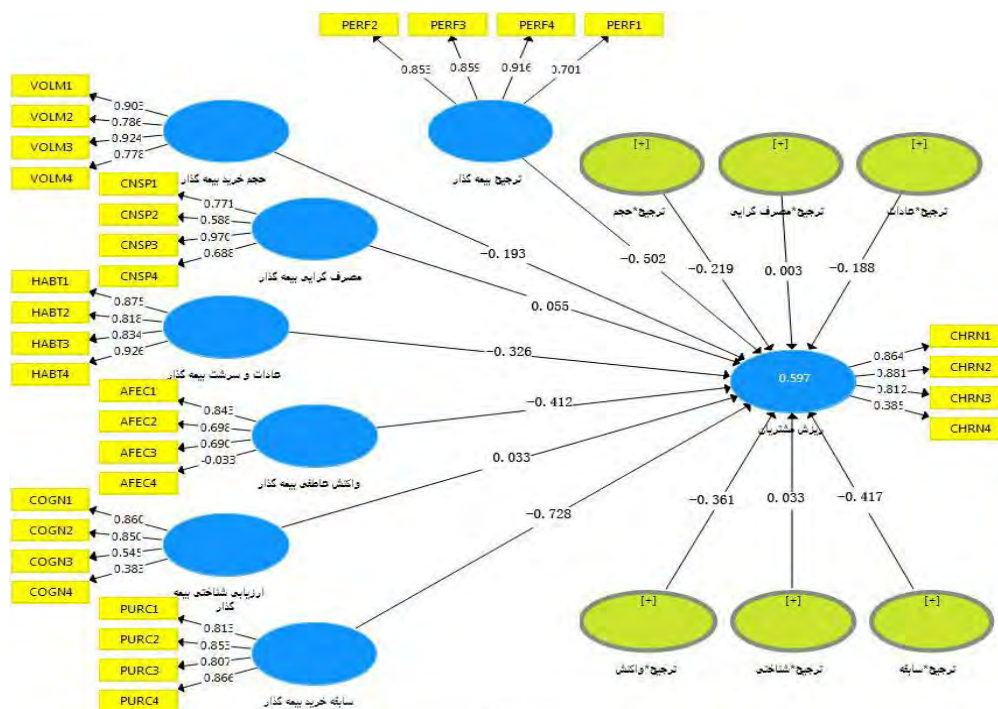 PERF2
PERF3
PERF4
PERF1
0.853
0.859
0.916
0.701
VOLM1
VOLM2
VOLM3
VOLM4
0.903
0.786
0.924
0.778
حجم خرید بیمه گذار
ترجیح بیمه گذار
[+]
[+]
[+]
ترجیح*حجم
ترجیح*مصرف گرایی
ترجیح*عادات
CNSP1
CNSP2
CNSP3
CNSP4
0.771
0.588
0.970
0.688
مصرف گرایی بیمه گذار
-0.193
-0.502
-0.219
0.003
-0.188
0.055
HABT1
HABT2
HABT3
HABT4
0.875
0.818
0.834
0.926
عادات و سرشت بیمه گذار
-0.326
0.597
ریزش مشتریان
0.864
0.881
0.812
0.385
CHRN1
CHRN2
CHRN3
CHRN4
AFEC1
AFEC2
AFEC3
AFEC4
0.843
0.698
0.690
-0.033
واکنش عاطفی بیمه گذار
-0.412
0.033
COGN1
COGN2
COGN3
COGN4
0.860
0.850
0.545
0.383
ارزیابی شناختی بیمه
گذار
-0.728
-0.361
0.033
-0.417
PURC1
PURC2
PURC3
PURC4
0.813
0.853
0.807
0.866
سابقه خرید بیمه گذار
[+]
[+]
[+]
ترجیح*واکنش
ترجیح*شناختی
ترجیح*سابقه